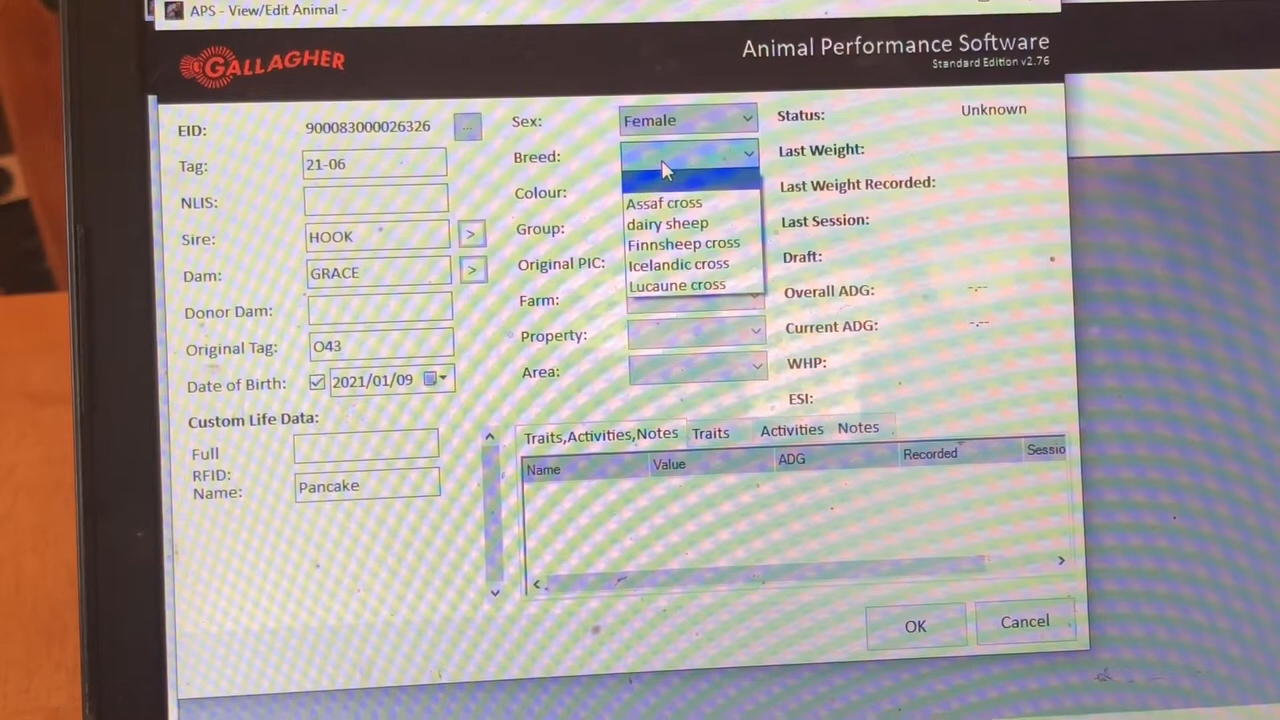 APS - View/Edit Animal -
GALLAGHER
Animal Performance Software
Standard Edition v2.76
EID: 900083000026326 ...
Tag: 21-06
NLIS:
Sire: HOOK >
Dam: GRACE >
Donor Dam:
Original Tag: O43
Date of Birth: 2021/01/09
Custom Life Data:
Full
RFID:
Name: Pancake
Sex: Female
Breed:
Assaf cross
dairy sheep
Finnsheep cross
Icelandic cross
Lucaune cross
Colour:
Group:
Original PIC:
Farm:
Property:
Area:
Status: Unknown
Last Weight:
Last Weight Recorded:
Last Session:
Draft:
Overall ADG: -.--
Current ADG: -.--
WHP:
ESI:
Traits,Activities,Notes Traits Activities Notes
Name Value ADG Recorded Sessio
OK Cancel